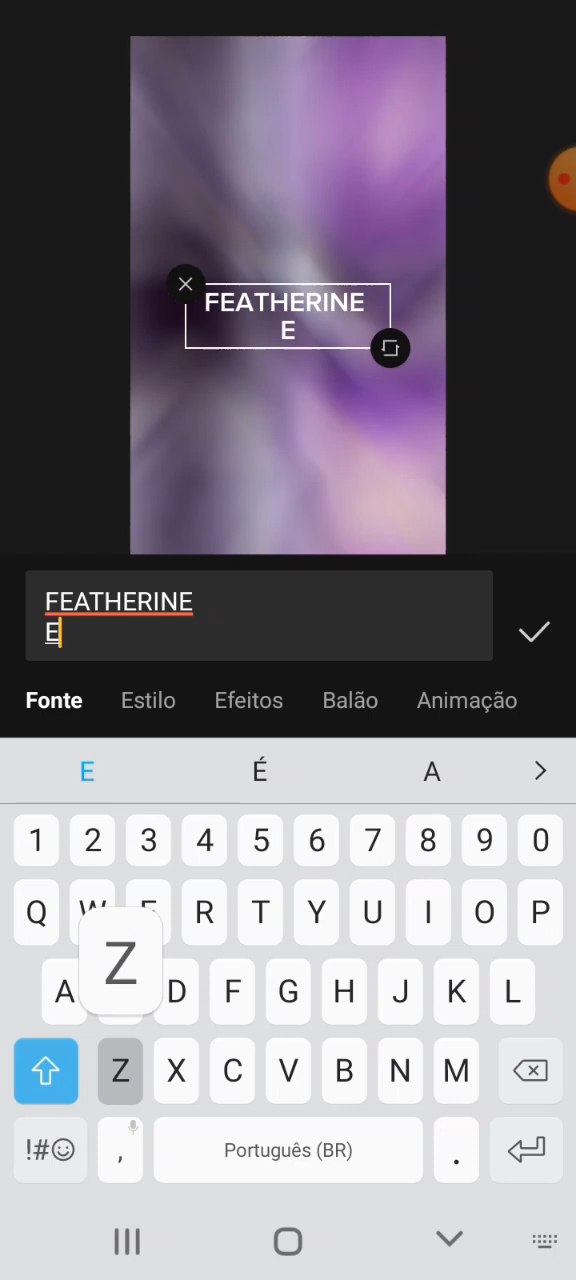 FEATHERINE
E
FEATHERINE
E
Fonte Estilo Efeitos Balão Animação
E É A
1 2 3 4 5 6 7 8 9 0
Q W E R T Y U I O P
Z
A D F G H J K L
Z X C V B N M
!#☺ , Português (BR) .